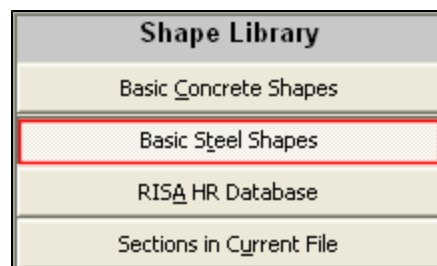 Shape Library
Basic Concrete Shapes
Basic Steel Shapes
RISA HR Database
Sections in Current File